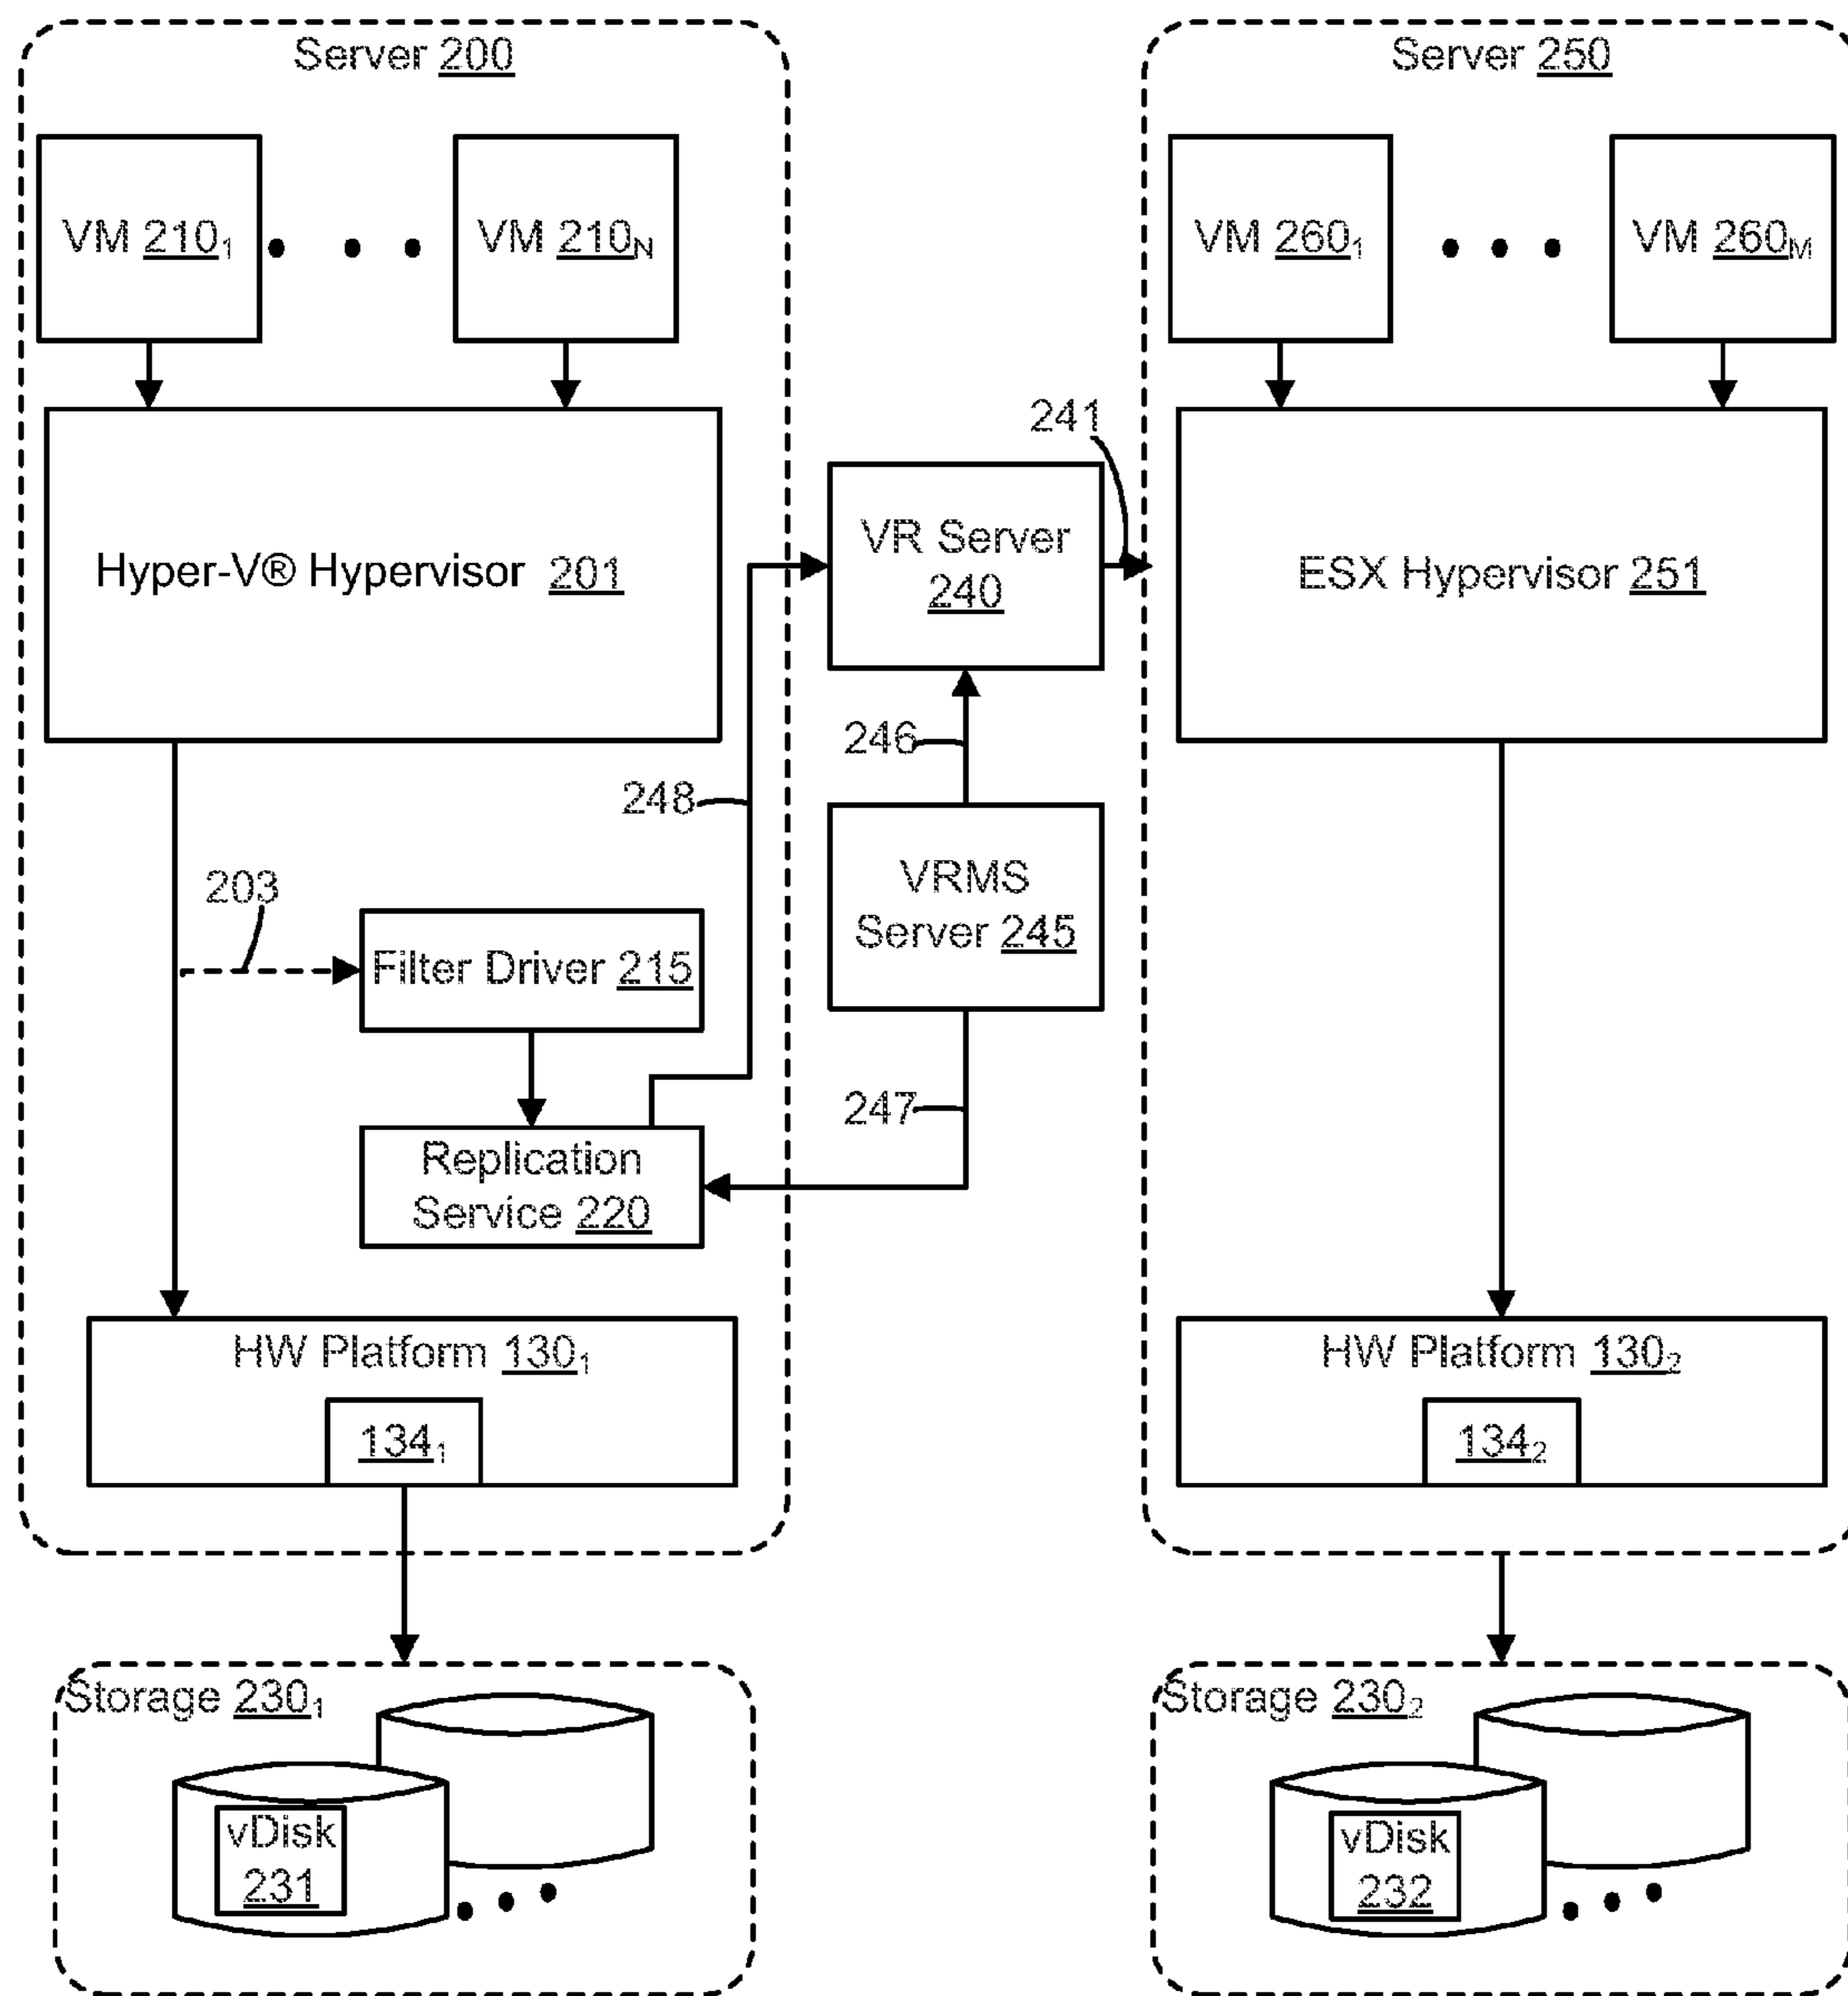 Server 200
Server 250
VM 210₁
VM 210N
VM 260₁
VM 260M
241
Hyper-V® Hypervisor 201
VR Server
240
ESX Hypervisor 251
246
248
VRMS
Server 245
203
Filter Driver 215
247
Replication
Service 220
HW Platform 130₁
134₁
HW Platform 130₂
134₂
Storage 230₁
vDisk
231
Storage 230₂
vDisk
232